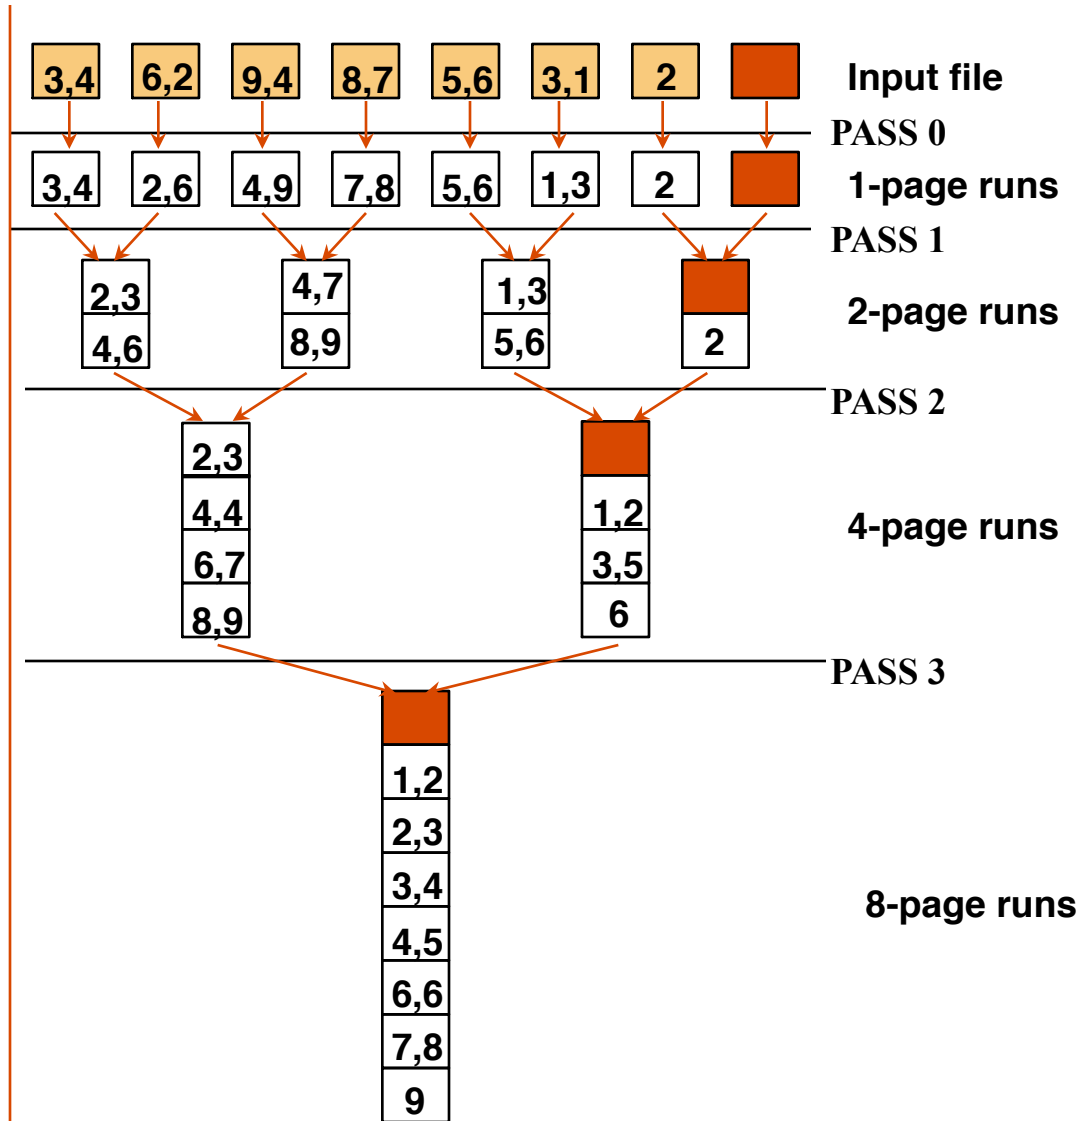 3,4 6,2 9,4 8,7 5,6 3,1 2 Input file
PASS 0
3,4 2,6 4,9 7,8 5,6 1,3 2 1-page runs
PASS 1
2,3 4,7 1,3
2-page runs
4,6 8,9 5,6 2
PASS 2
2,3
4,4 1,2
4-page runs
6,7 3,5
8,9 6
PASS 3
1,2
2,3
3,4
8-page runs
4,5
6,6
7,8
9